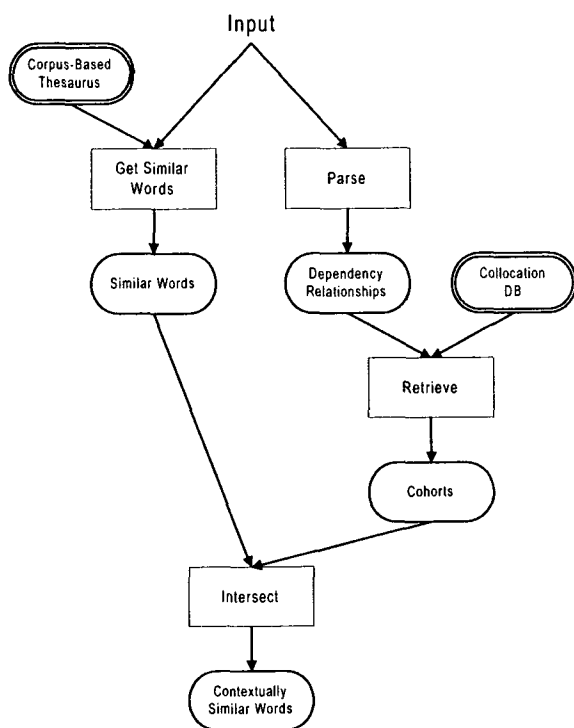 Input
Corpus-Based
Thesaurus
Get Similar
Words
Parse
Similar Words
Dependency
Relationships
Collocation
DB
Retrieve
Cohorts
Intersect
Contextually
Similar Words